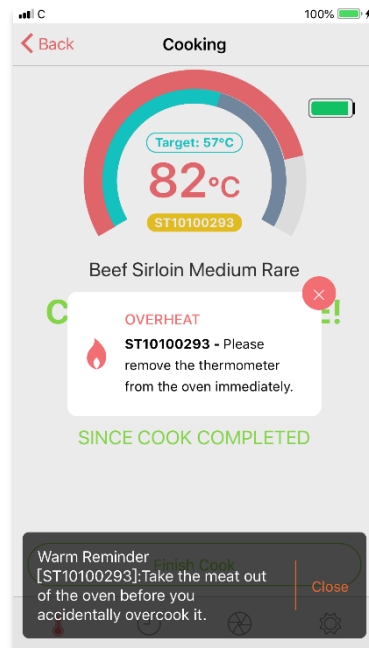 C
100%
Back
Cooking
Target: 57°C
82°C
ST10100293
Beef Sirloin Medium Rare
OVERHEAT
ST10100293 - Please
remove the thermometer
from the oven immediately.
SINCE COOK COMPLETED
Finish Cook
Warm Reminder
[ST10100293]:Take the meat out
of the oven before you
accidentally overcook it.
Close